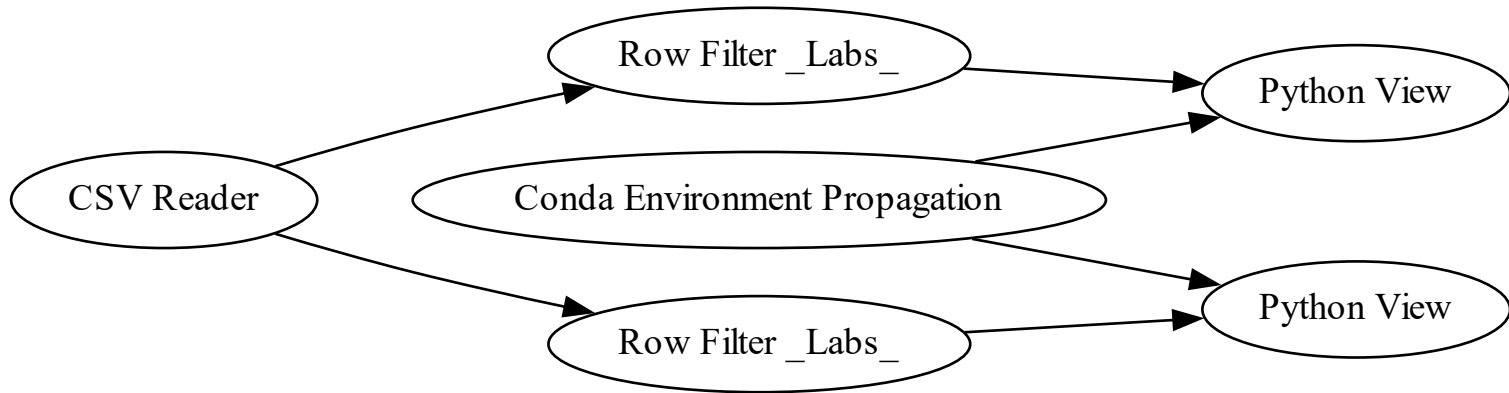 Row Filter _Labs_
Python View
CSV Reader
Conda Environment Propagation
Python View
Row Filter _Labs_